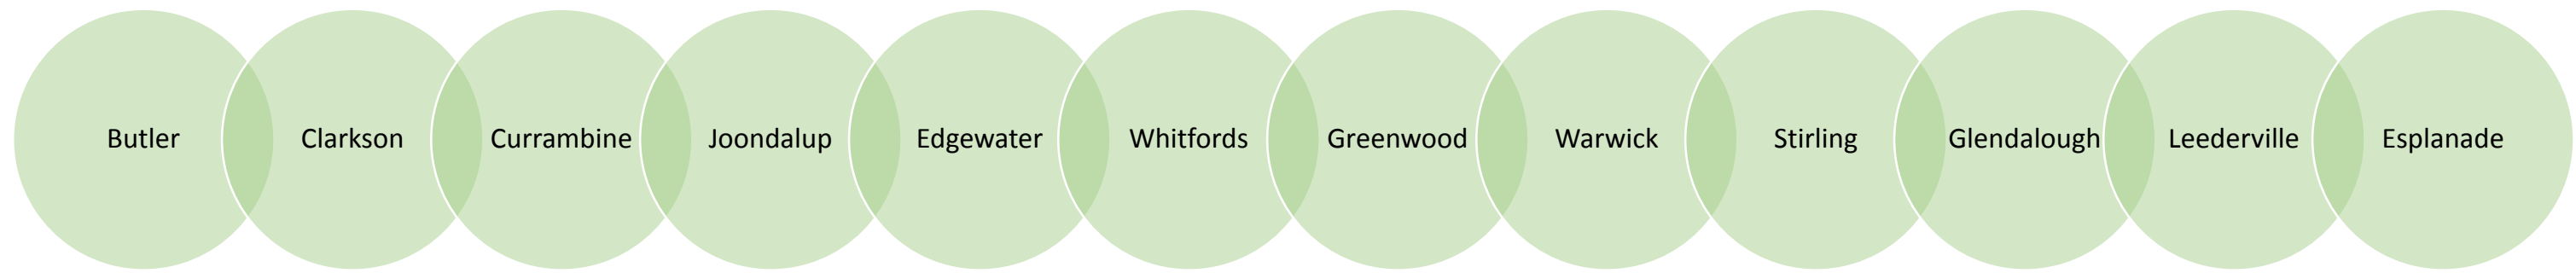 Butler Clarkson Currambine Joondalup Edgewater Whitfords Greenwood Warwick Stirling Glendalough Leederville Esplanade